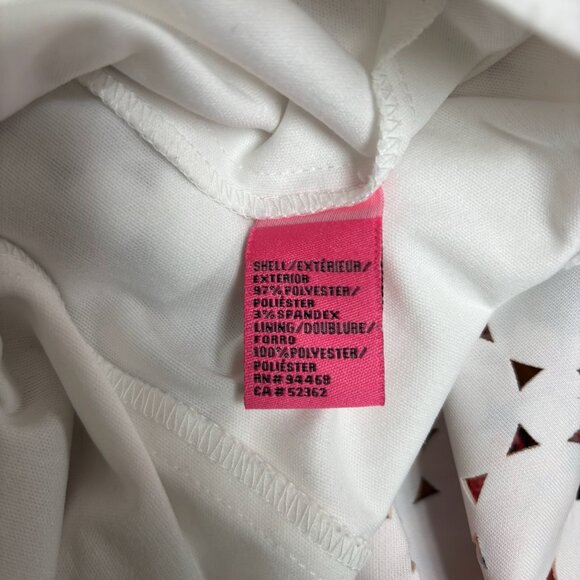 SHELL/EXTÉRIEUR/
EXTERIOR
97% POLYESTER/
POLIÉSTER
3% SPANDEX
LINING/DOUBLURE/
FORRO
100% POLYESTER/
POLIÉSTER
RN# 94469
CA# 52362